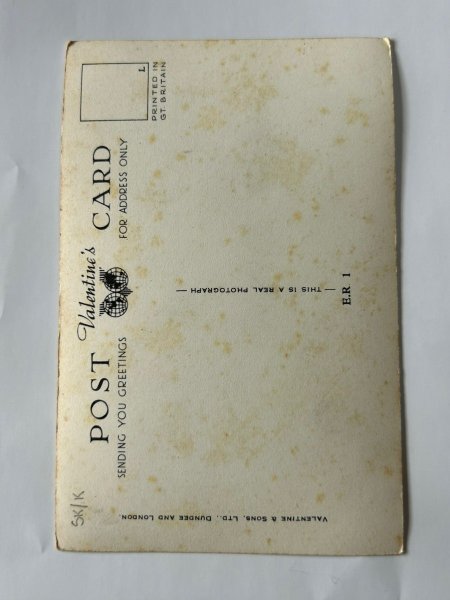 Valentine's
POST CARD
SENDING YOU GREETINGS
FOR ADDRESS ONLY
L
PRINTED IN
GT. BRITAIN
— THIS IS A REAL PHOTOGRAPH —
E.R 1
VALENTINE & SONS, LTD., DUNDEE AND LONDON.
SK/K